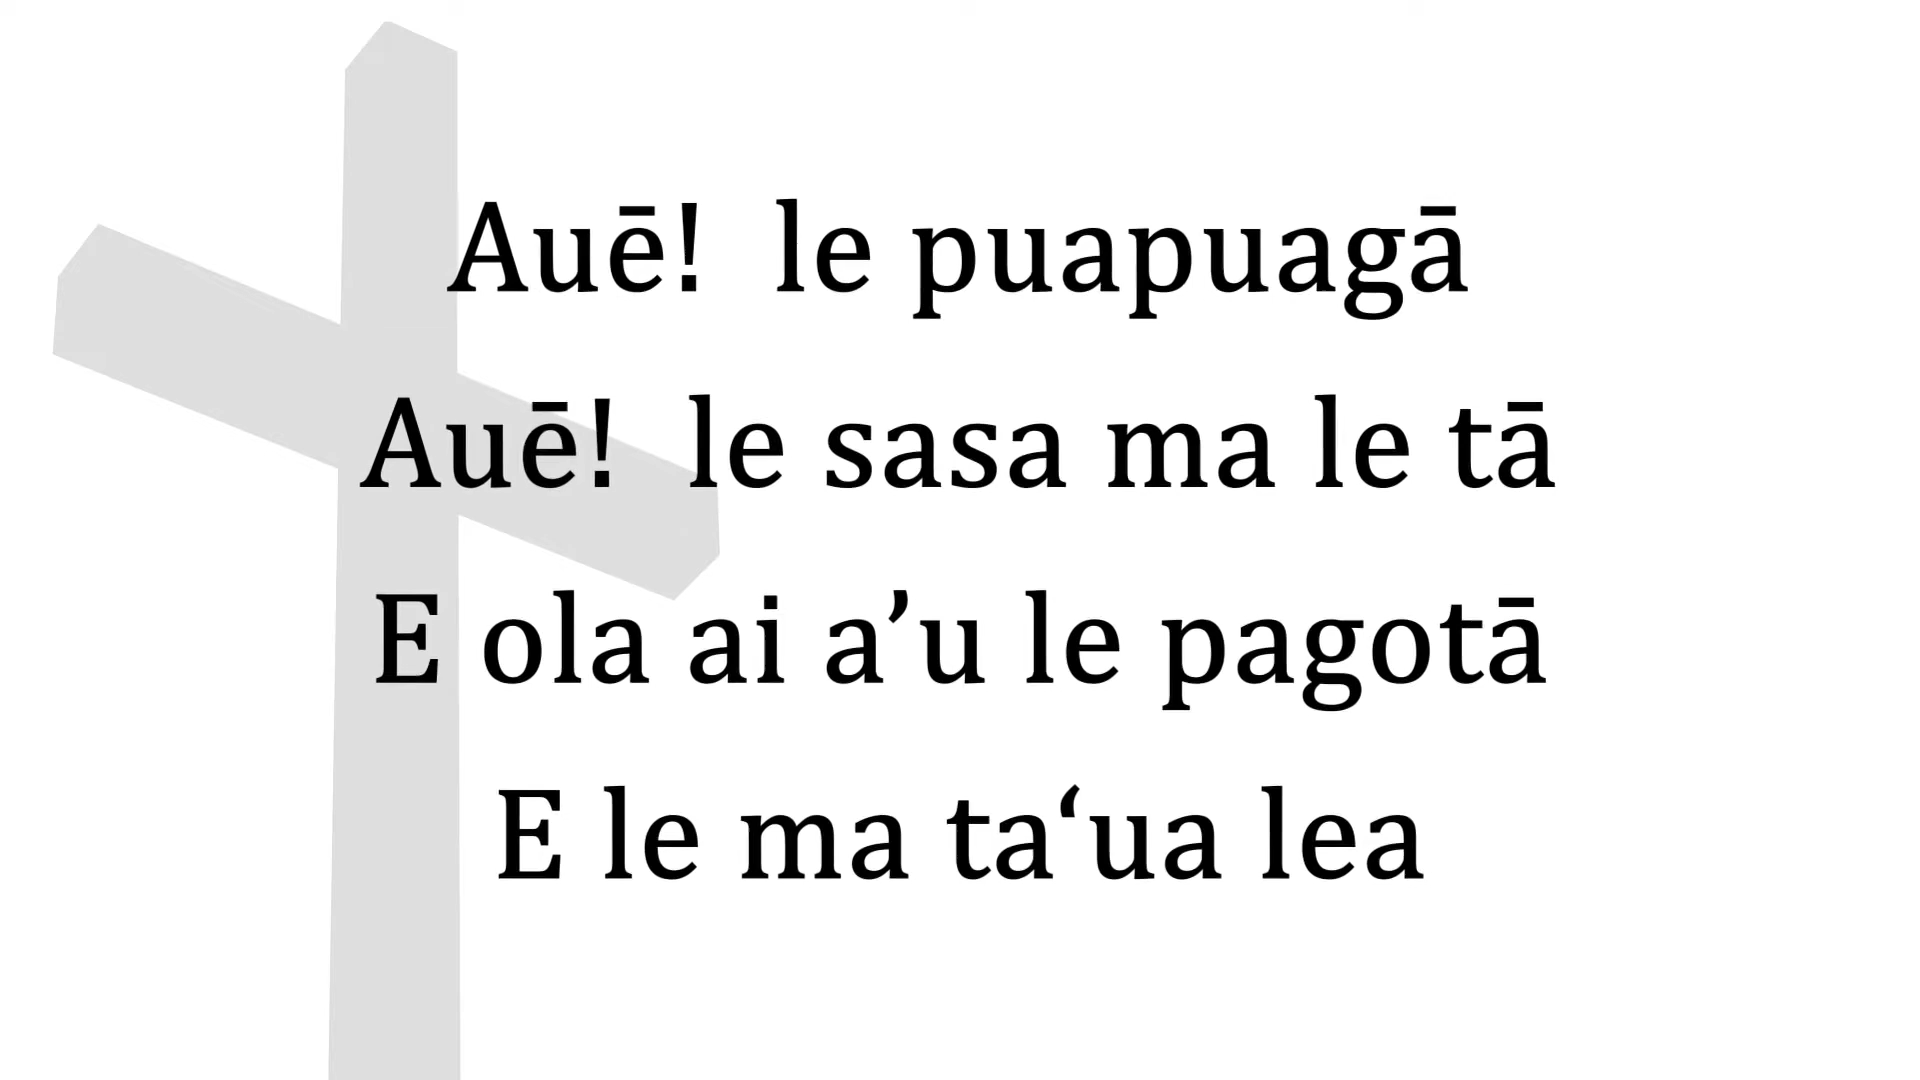 Auē!  le puapuagā
Auē!  le sasa ma le tā
E ola ai a’u le pagotā
E le ma ta‘ua lea